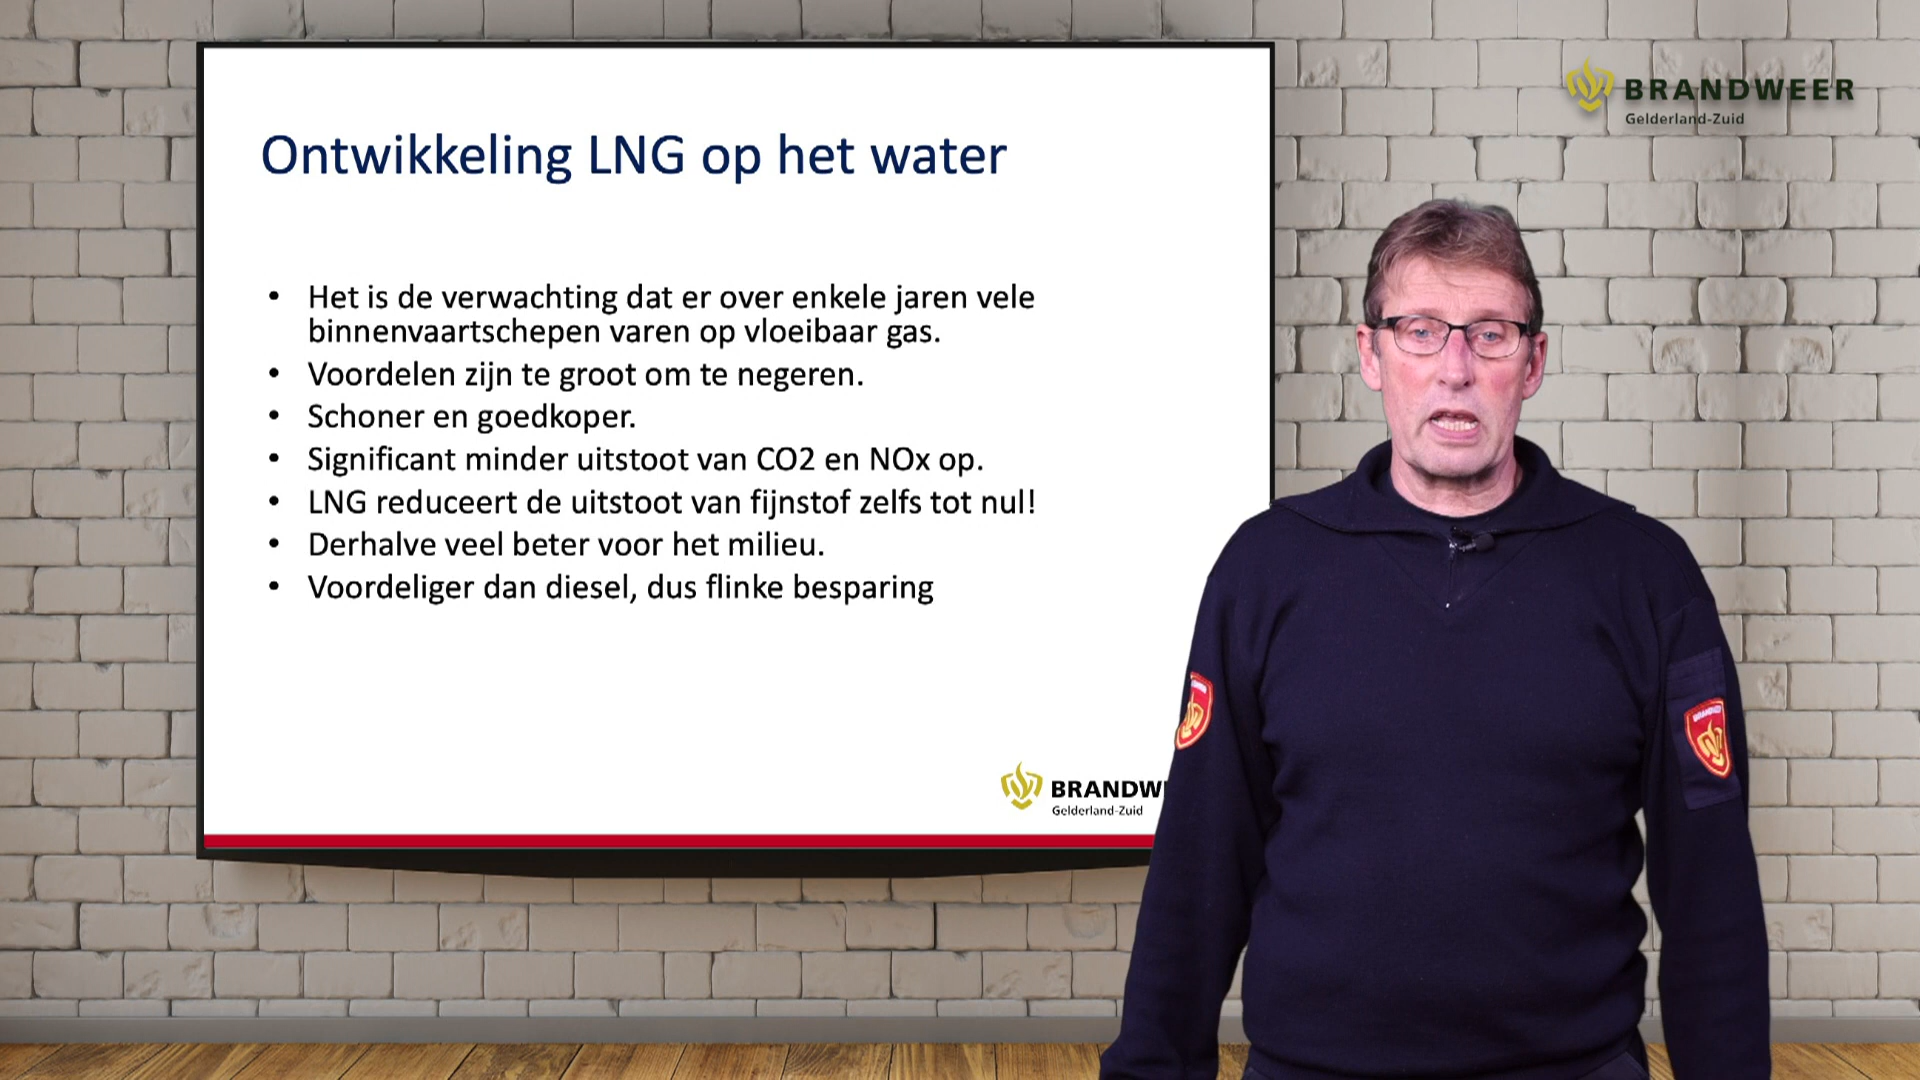 BRANDWEER
Gelderland-Zuid
Ontwikkeling LNG op het water
• Het is de verwachting dat er over enkele jaren vele
binnenvaartschepen varen op vloeibaar gas.
• Voordelen zijn te groot om te negeren.
• Schoner en goedkoper.
• Significant minder uitstoot van CO2 en NOx op.
• LNG reduceert de uitstoot van fijnstof zelfs tot nul!
• Derhalve veel beter voor het milieu.
• Voordeliger dan diesel, dus flinke besparing
BRANDWE
Gelderland-Zuid